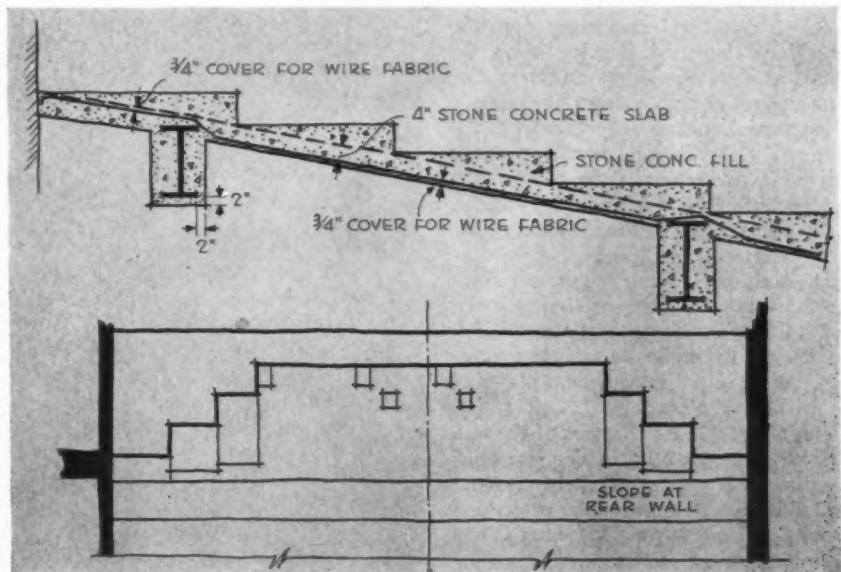 3/4" COVER FOR WIRE FABRIC
4" STONE CONCRETE SLAB
STONE CONC. FILL
2"
2"
3/4" COVER FOR WIRE FABRIC
SLOPE AT
REAR WALL